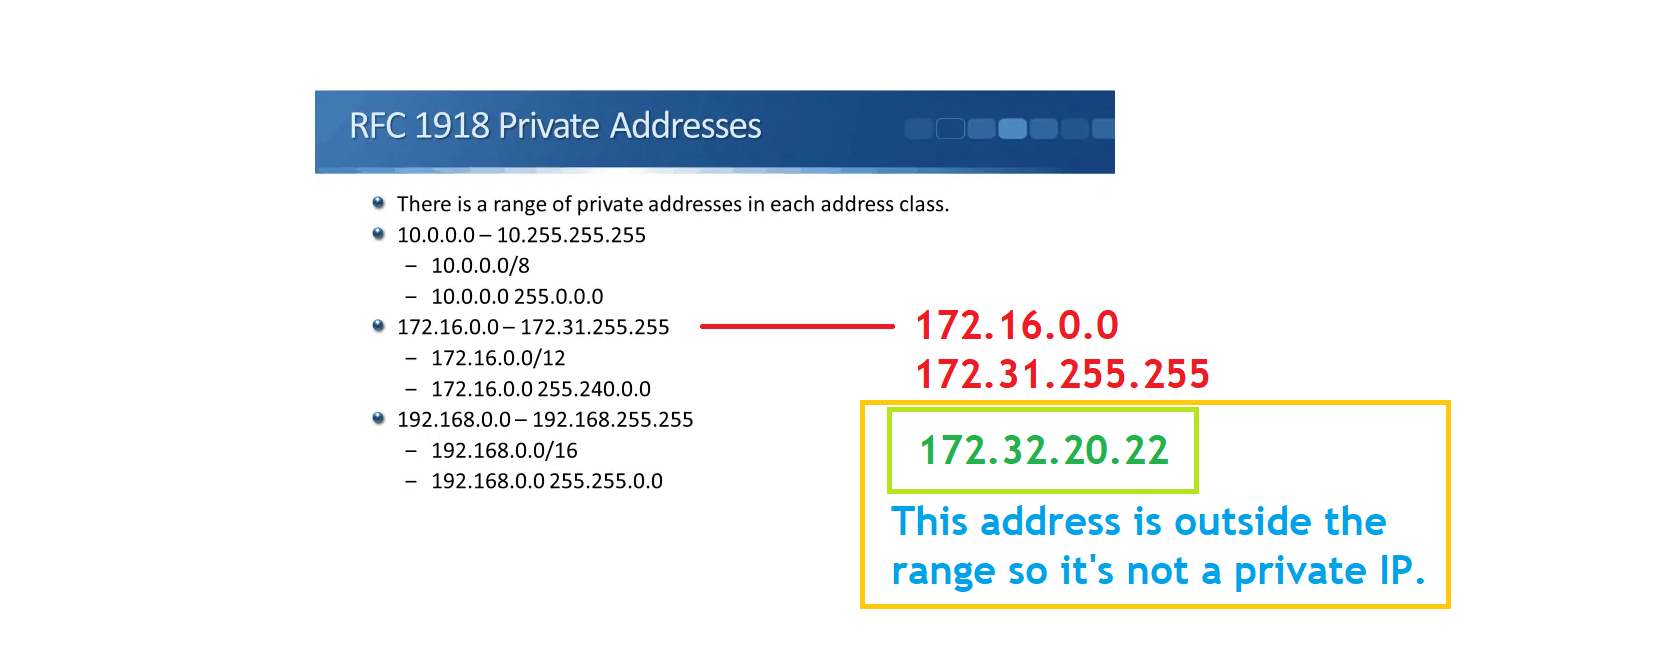 RFC 1918 Private Addresses
There is a range of private addresses in each address class.
10.0.0.0 – 10.255.255.255
– 10.0.0.0/8
– 10.0.0.0 255.0.0.0
172.16.0.0 – 172.31.255.255
– 172.16.0.0/12
– 172.16.0.0 255.240.0.0
192.168.0.0 – 192.168.255.255
– 192.168.0.0/16
– 192.168.0.0 255.255.0.0
172.16.0.0
172.31.255.255
172.32.20.22
This address is outside the
range so it's not a private IP.